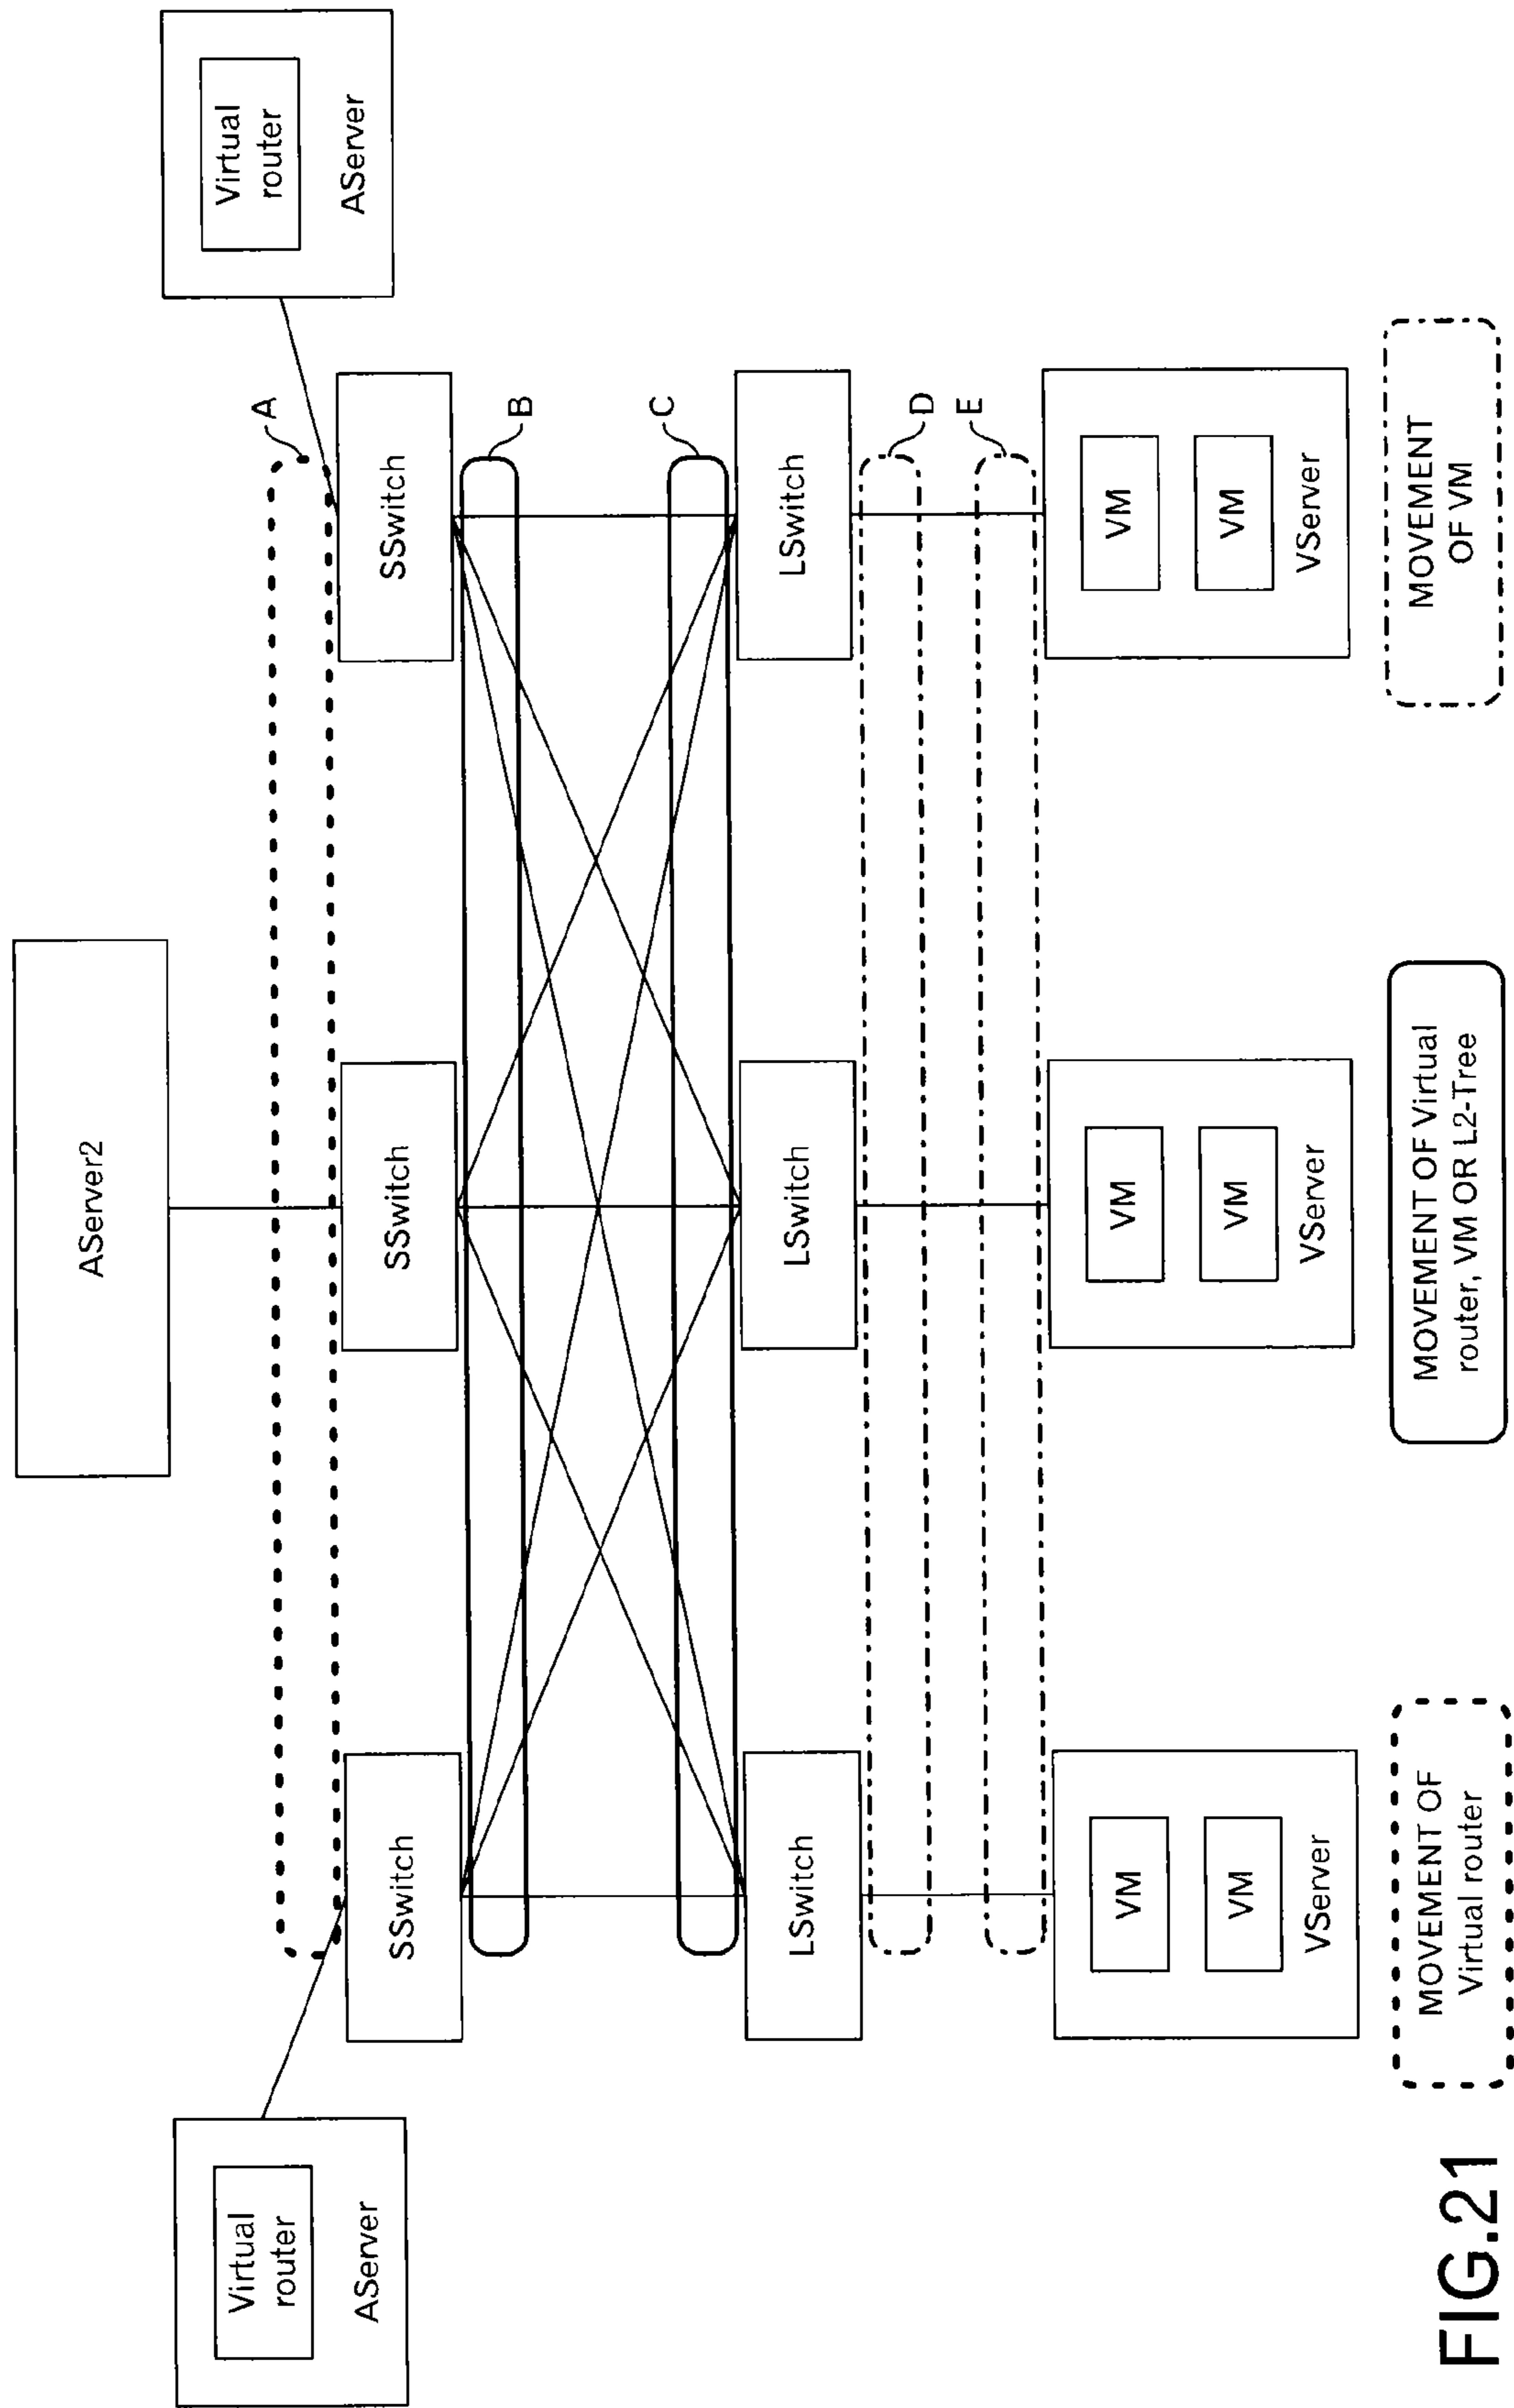 AServer2
Virtual
router
AServer
Virtual
router
AServer
A
SSwitch
SSwitch
SSwitch
B
C
LSwitch
LSwitch
LSwitch
D
E
VM
VM
VServer
VM
VM
VServer
VM
VM
VServer
MOVEMENT OF
Virtual router
MOVEMENT OF Virtual
router, VM OR L2-Tree
MOVEMENT
OF VM
FIG.21